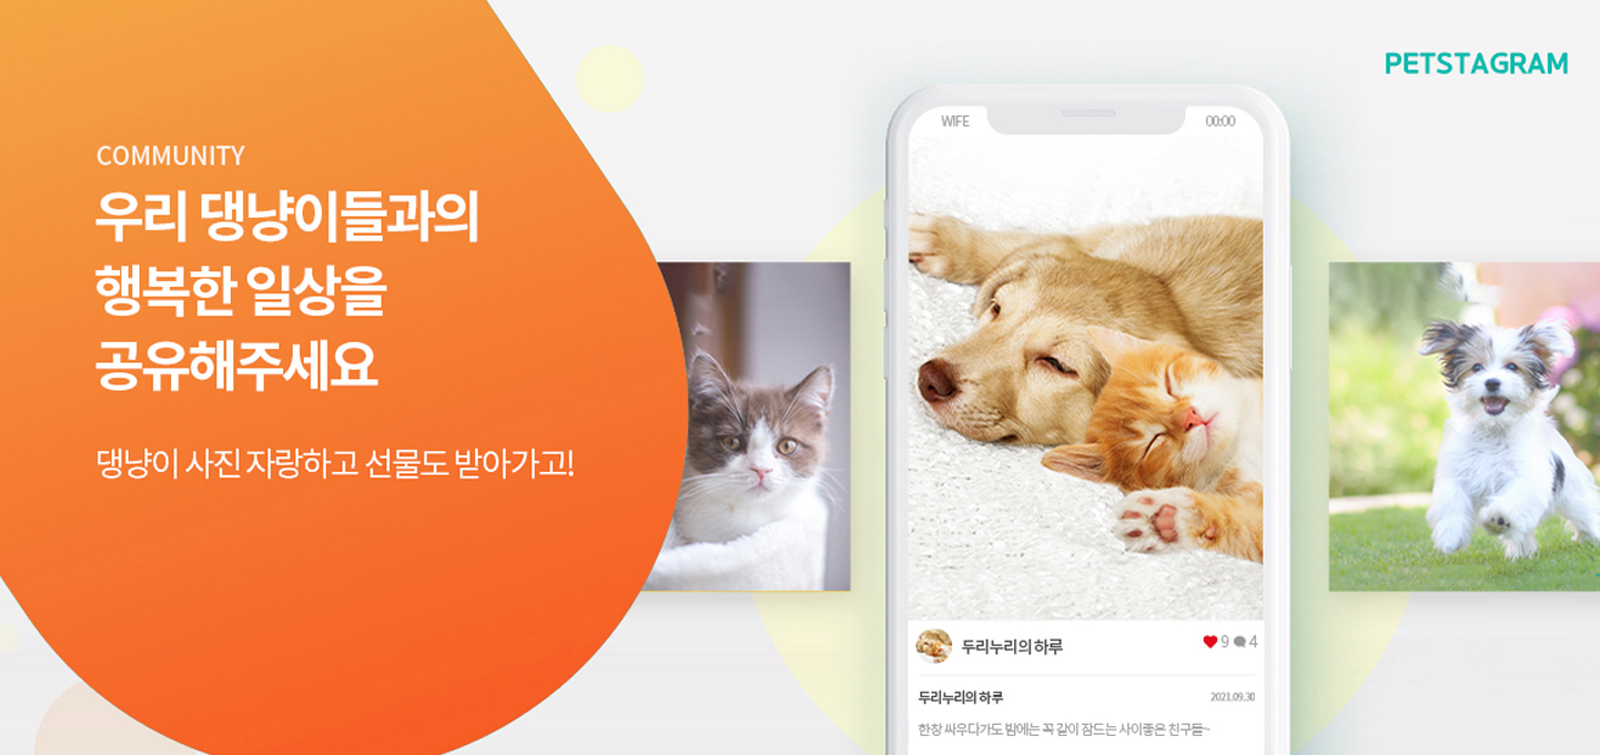 PETSTAGRAM
COMMUNITY
우리 댕냥이들과의
행복한 일상을
공유해주세요
댕냥이 사진 자랑하고 선물도 받아가고!
WIFE 00:00
두리누리의 하루 9 4
두리누리의 하루 2021.09.30
한창 싸우다가도 밤에는 꼭 같이 잠드는 사이좋은 친구들~